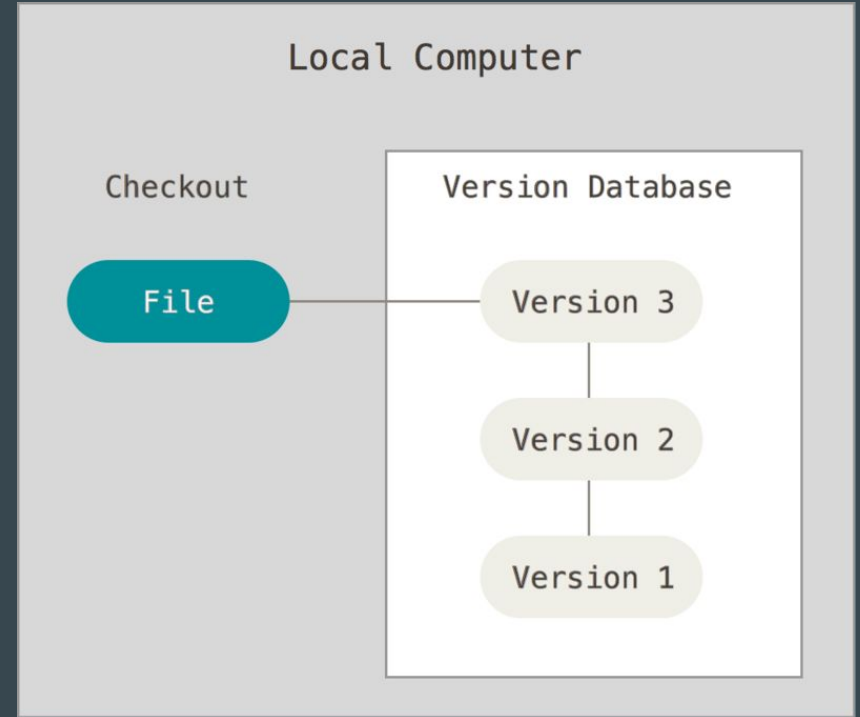 Local Computer
Checkout
Version Database
File
Version 3
Version 2
Version 1